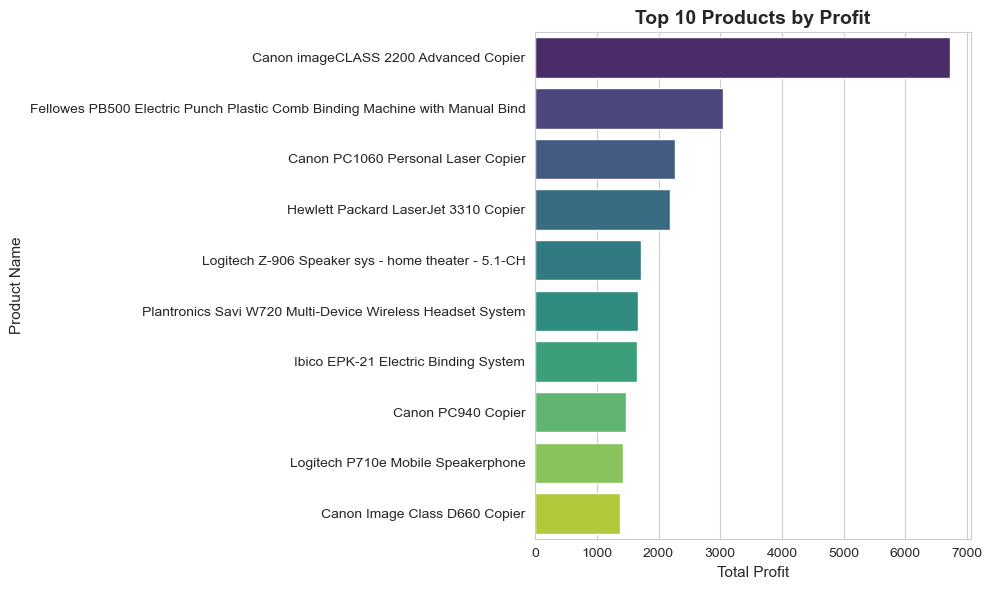 Top 10 Products by Profit
Canon imageCLASS 2200 Advanced Copier
Fellowes PB500 Electric Punch Plastic Comb Binding Machine with Manual Bind
Canon PC1060 Personal Laser Copier
Hewlett Packard LaserJet 3310 Copier
Logitech Z-906 Speaker sys - home theater - 5.1-CH
Plantronics Savi W720 Multi-Device Wireless Headset System
Ibico EPK-21 Electric Binding System
Canon PC940 Copier
Logitech P710e Mobile Speakerphone
Canon Image Class D660 Copier
Product Name
0 1000 2000 3000 4000 5000 6000 7000
Total Profit